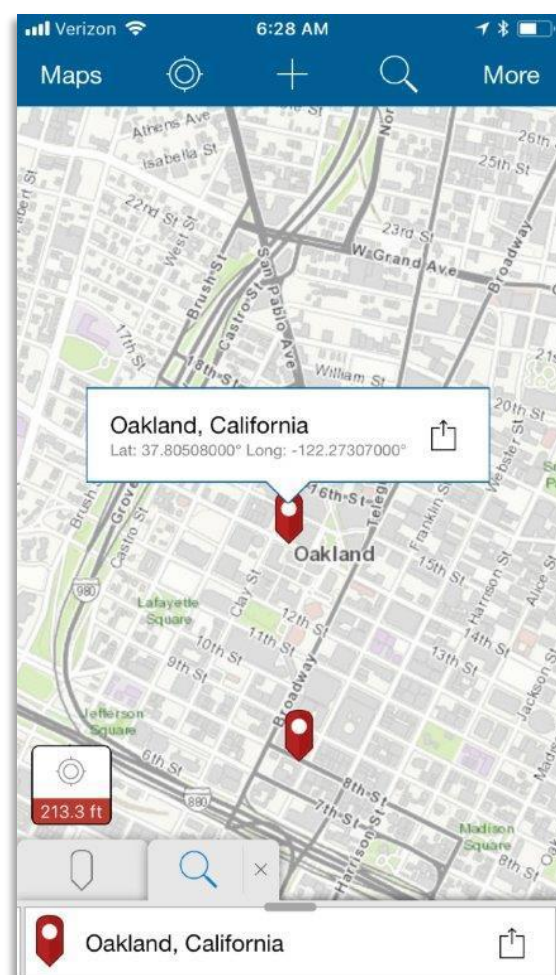 Verizon
6:28 AM
Maps
More
Athens Ave
Isabella St
26th St
25th St
22nd St
West St
23rd St
W Grand Ave
Broadway
Brush St
Castro St
San Pablo Ave
17th St
18th St
William St
20th St
Webster St
Oakland, California
Lat: 37.80508000° Long: -122.27307000°
16th St
Franklin St
Oakland
15th St
Castro St
980
Clay St
Harrison St
Alice St
Lafayette
Square
12th St
11th St
14th St
10th St
13th St
9th St
Broadway
Jackson
Jefferson
Square
6th St
880
8th St
7th St
213.3 ft
Madison
Square
8th St
Harrison St
Oakland, California